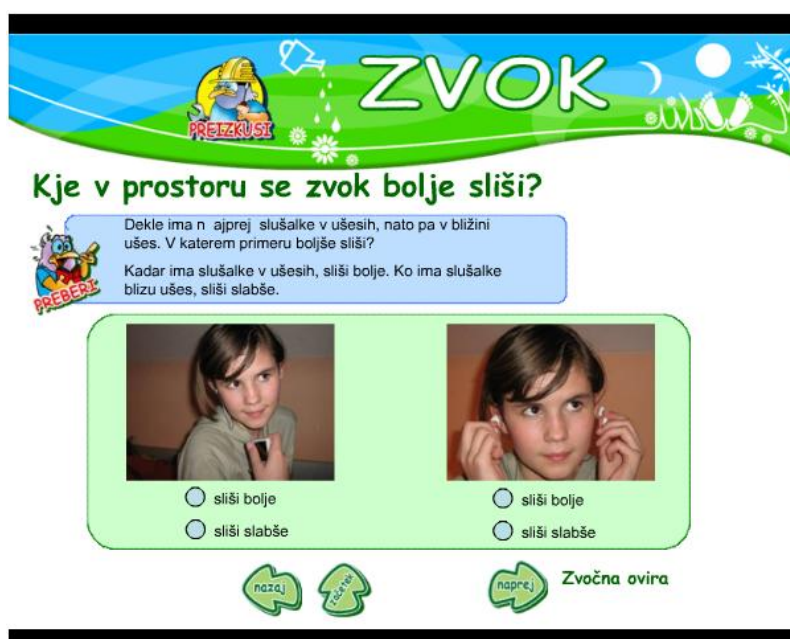 ZVOK
PREIZKUSI
Kje v prostoru se zvok bolje sliši?
Dekle ima n ajprej slušalke v ušesih, nato pa v bližini
ušes. V katerem primeru boljše sliši?
Kadar ima slušalke v ušesih, sliši bolje. Ko ima slušalke
blizu ušes, sliši slabše.
PREBERI
sliši bolje
sliši slabše
sliši bolje
sliši slabše
nazaj
začetek
naprej
Zvočna ovira